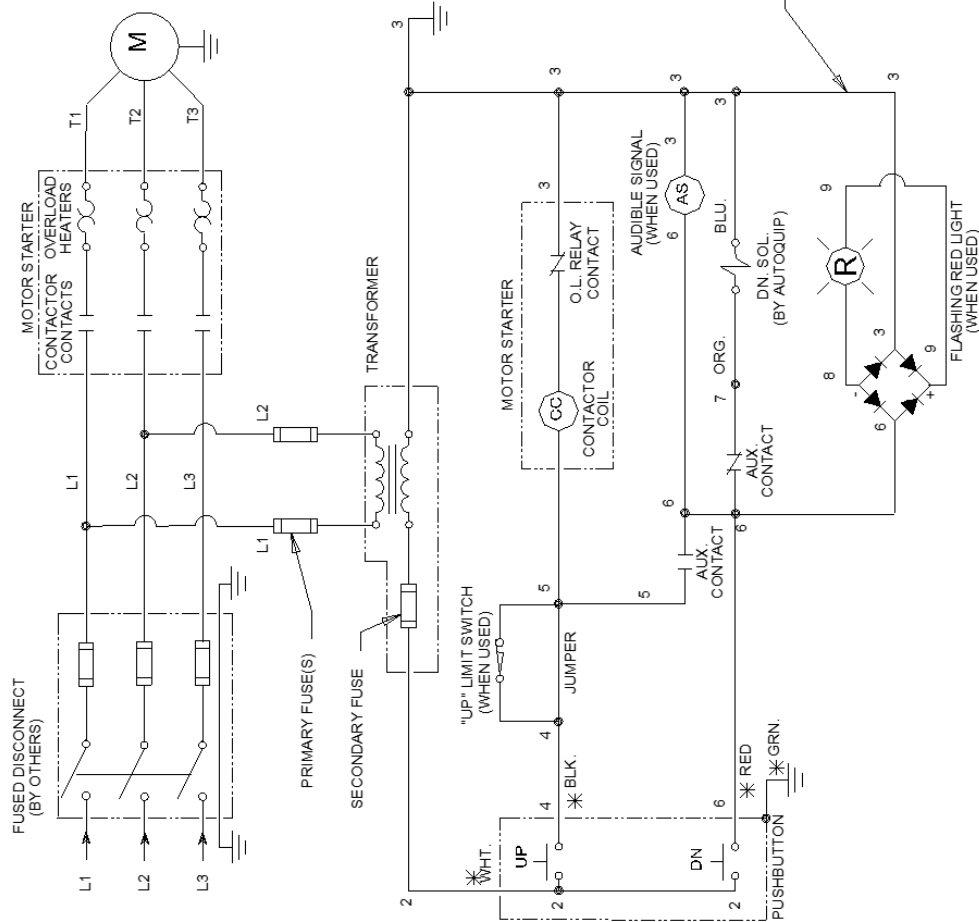 FUSED DISCONNECT
(BY OTHERS)
L1
L2
L3
L1
L2
L3
MOTOR STARTER
CONTACTOR
CONTACTS
OVERLOAD
HEATERS
T1
T2
T3
M
L1
L2
PRIMARY FUSE(S)
SECONDARY FUSE
TRANSFORMER
3
2
* WHT.
UP
2
4
* BLK.
4
"UP" LIMIT SWITCH
(WHEN USED)
JUMPER
5
MOTOR STARTER
CC
CONTACTOR
COIL
O.L. RELAY
CONTACT
3
3
5
AUX.
CONTACT
6
AUDIBLE SIGNAL
(WHEN USED)
6
AS
3
3
DN
2
6
* RED
6
AUX.
CONTACT
7
ORG.
DN. SOL.
(BY AUTOQUIP)
BLU.
3
PUSHBUTTON
* GRN.
R
8
9
-
+
6
3
9
3
FLASHING RED LIGHT
(WHEN USED)